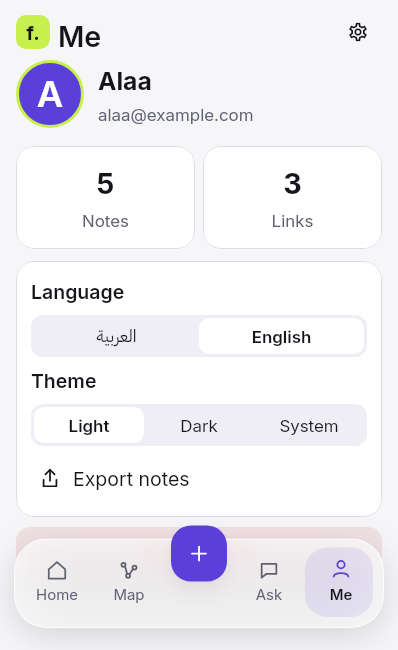 f. Me
A
Alaa
alaa@example.com
5
Notes
3
Links
Language
العربية English
Theme
Light Dark System
Export notes
Home Map Ask Me